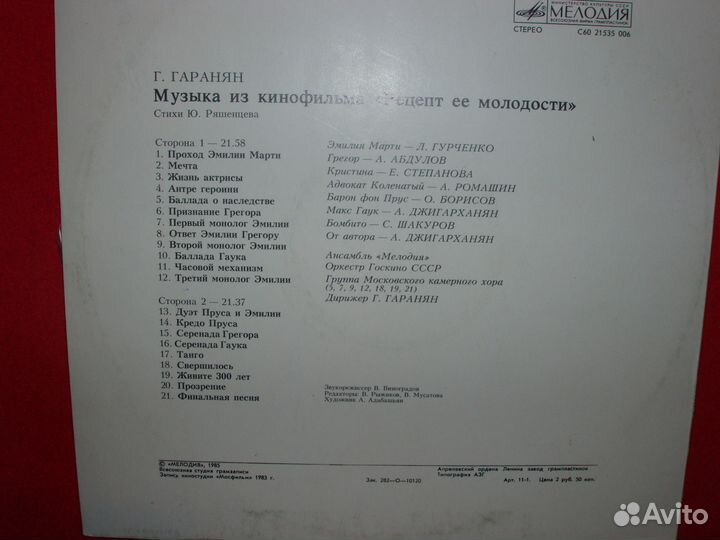 МИНИСТЕРСТВО КУЛЬТУРЫ СССР
МЕЛОДИЯ
ВСЕСОЮЗНАЯ ФИРМА ГРАМПЛАСТИНОК
СТЕРЕО С60 21535 006
Г. ГАРАНЯН
Музыка из кинофильма «Рецепт ее молодости»
Стихи Ю. Ряшенцева
Сторона 1 — 21.58
1. Проход Эмилии Марти
2. Мечта
3. Жизнь актрисы
4. Антре героини
5. Баллада о наследстве
6. Признание Грегора
7. Первый монолог Эмилии
8. Ответ Эмилии Грегору
9. Второй монолог Эмилии
10. Баллада Гаука
11. Часовой механизм
12. Третий монолог Эмилии
Сторона 2 — 21.37
13. Дуэт Пруса и Эмилии
14. Кредо Пруса
15. Серенада Грегора
16. Серенада Гаука
17. Танго
18. Свершилось
19. Живите 300 лет
20. Прозрение
21. Финальная песня
Эмилия Марти — Л. ГУРЧЕНКО
Грегор — А. АБДУЛОВ
Кристина — Е. СТЕПАНОВА
Адвокат Коленатый — А. РОМАШИН
Барон фон Прус — О. БОРИСОВ
Макс Гаук — А. ДЖИГАРХАНЯН
Бомбито — С. ШАКУРОВ
От автора — А. ДЖИГАРХАНЯН
Ансамбль «Мелодия»
Оркестр Госкино СССР
Группа Московского камерного хора
(5, 7, 9, 12, 18, 19, 21)
Дирижер Г. ГАРАНЯН
Звукорежиссер В. Виноградов
Редакторы: В. Рыжиков, В. Мусатова
Художник А. Адабашьян
© «МЕЛОДИЯ», 1985
Всесоюзная студия грамзаписи
Запись киностудии «Мосфильм» 1983 г.
Зак. 282—О—10120
Апрелевский ордена Ленина завод грампластинок
Типография АЗГ Арт. 11-1. Цена 2 руб. 50 коп.
Avito